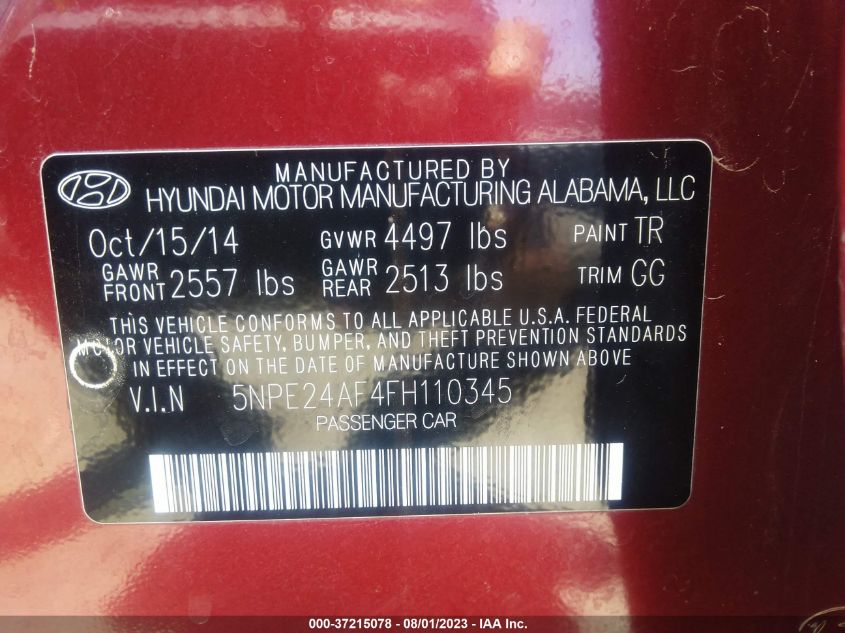 MANUFACTURED BY
HYUNDAI MOTOR MANUFACTURING ALABAMA, LLC
Oct/15/14 GVWR 4497 lbs PAINT TR
GAWR FRONT 2557 lbs GAWR REAR 2513 lbs TRIM GG
THIS VEHICLE CONFORMS TO ALL APPLICABLE U.S.A. FEDERAL
MOTOR VEHICLE SAFETY, BUMPER, AND THEFT PREVENTION STANDARDS
IN EFFECT ON THE DATE OF MANUFACTURE SHOWN ABOVE
V.I.N 5NPE24AF4FH110345
PASSENGER CAR
000-37215078 - 08/01/2023 - IAA Inc.